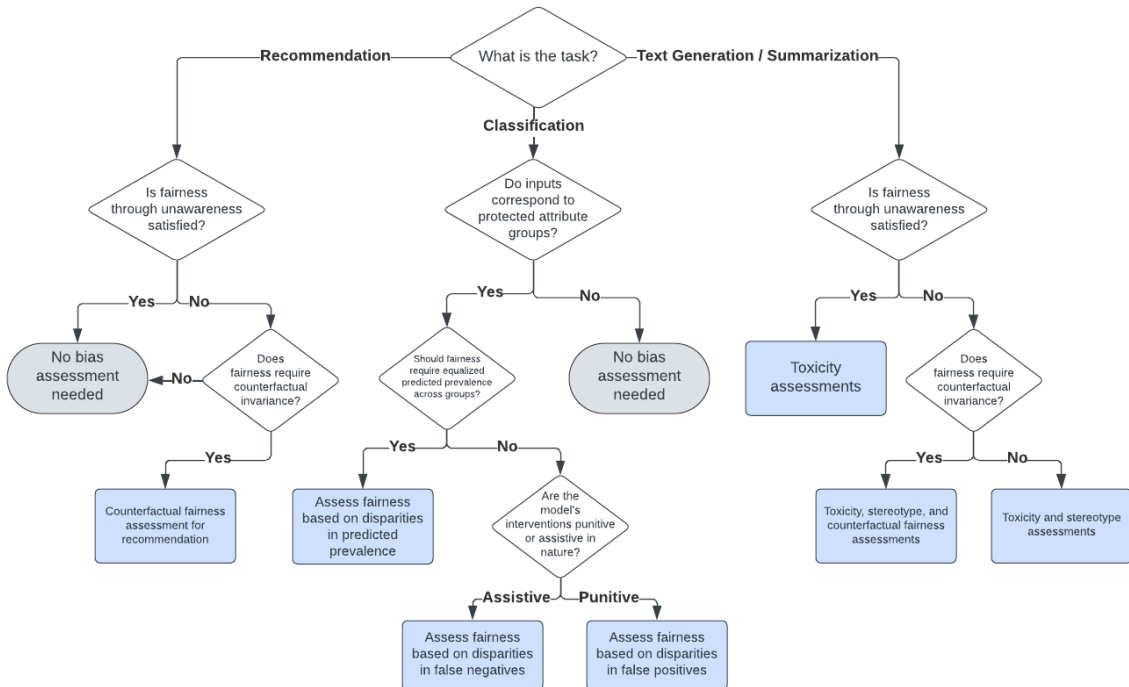 What is the task?
Recommendation
Text Generation / Summarization
Classification
Is fairness
through unawareness
satisfied?
Do inputs
correspond to
protected attribute
groups?
Is fairness
through unawareness
satisfied?
Yes
No
Yes
No
Yes
No
No bias
assessment
needed
No
Does
fairness require
counterfactual
invariance?
Should fairness
require equalized
predicted prevalence
across groups?
No bias
assessment
needed
Toxicity
assessments
Does
fairness require
counterfactual
invariance?
Yes
Yes
No
Yes
No
Counterfactual fairness
assessment for
recommendation
Assess fairness
based on disparities
in predicted
prevalence
Are the
model's
interventions punitive
or assistive in
nature?
Toxicity, stereotype, and
counterfactual fairness
assessments
Toxicity and stereotype
assessments
Assistive
Punitive
Assess fairness
based on disparities
in false negatives
Assess fairness
based on disparities
in false positives